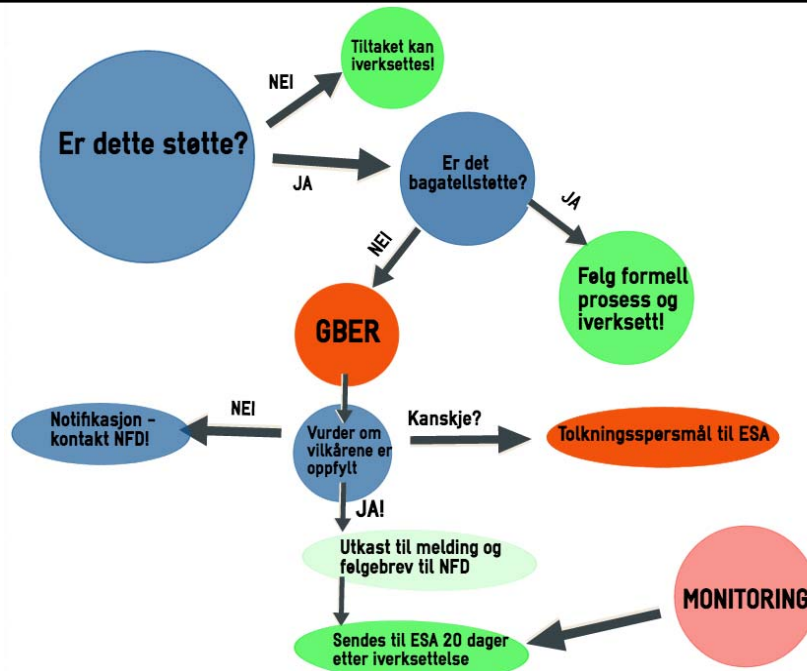 Tiltaket kan
iverksettes!
NEI
Er dette støtte?
JA
Er det
bagatellstøtte?
JA
NEI
Følg formell
prosess og
iverksett!
GBER
NEI
Notifikasjon –
kontakt NFD!
Vurder om
vilkårene er
oppfylt
Kanskje?
Tolkningsspørsmål til ESA
JA!
Utkast til melding og
følgebrev til NFD
MONITORING
Sendes til ESA 20 dager
etter iverksettelse